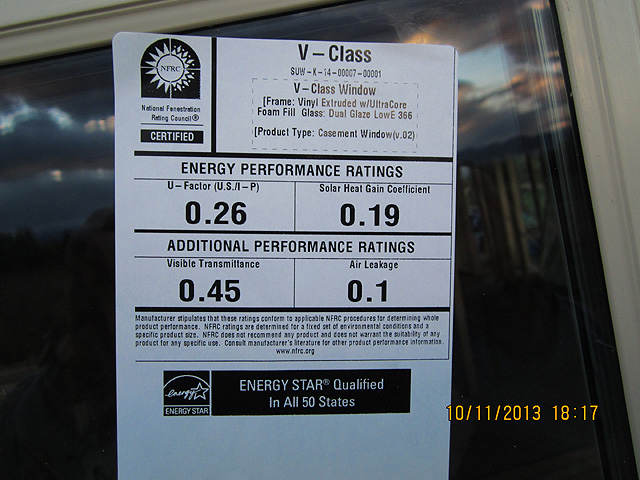 V-Class
SUW-K-14-00007-00001
V-Class Window
[Frame: Vinyl Extruded w/UltraCore
Foam Fill Glass: Dual Glaze LowE 366
[Product Type: Casement Window(v.02)
NFRC
National Fenestration
Rating Council®
CERTIFIED
ENERGY PERFORMANCE RATINGS
U-Factor (U.S./I-P)
0.26
Solar Heat Gain Coefficient
0.19
ADDITIONAL PERFORMANCE RATINGS
Visible Transmittance
0.45
Air Leakage
0.1
Manufacturer stipulates that these ratings conform to applicable NFRC procedures for determining whole
product performance. NFRC ratings are determined for a fixed set of environmental conditions and a
specific product size. NFRC does not recommend any product and does not warrant the suitability of any
product for any specific use. Consult manufacturer's literature for other product performance information.
www.nfrc.org
energy
ENERGY STAR
ENERGY STAR® Qualified
In All 50 States
10/11/2013 18:17